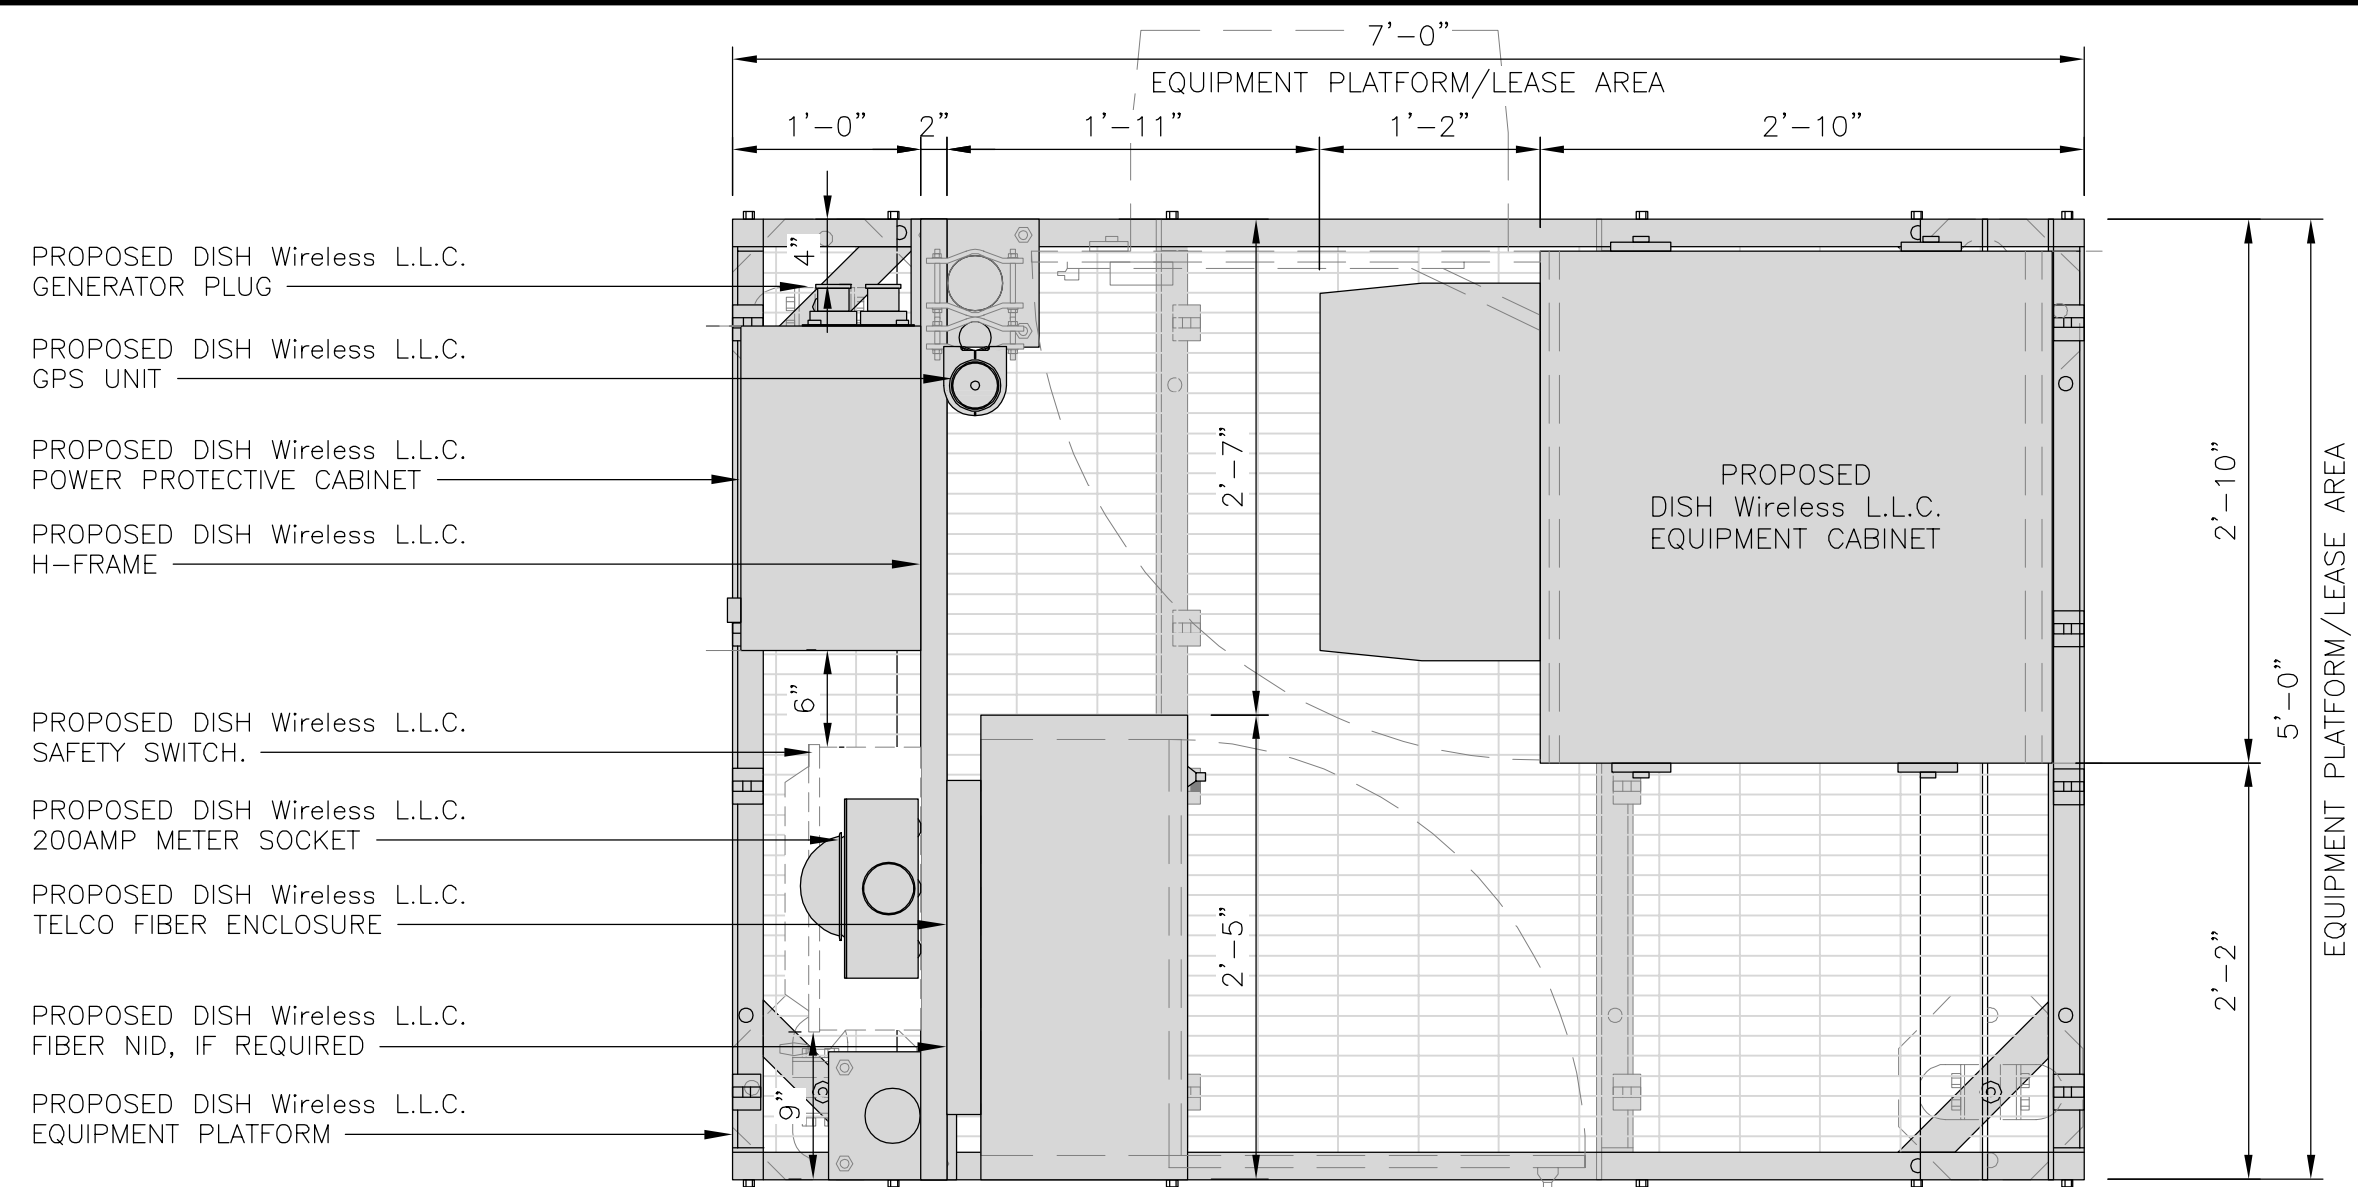 7'-0"
EQUIPMENT PLATFORM/LEASE AREA
1'-0"
2"
1'-11"
1'-2"
2'-10"
PROPOSED DISH Wireless L.L.C.
GENERATOR PLUG
4"
PROPOSED DISH Wireless L.L.C.
GPS UNIT
PROPOSED DISH Wireless L.L.C.
POWER PROTECTIVE CABINET
PROPOSED DISH Wireless L.L.C.
H-FRAME
2'-7"
PROPOSED
DISH Wireless L.L.C.
EQUIPMENT CABINET
2'-10"
5'-0"
EQUIPMENT PLATFORM/LEASE AREA
6"
PROPOSED DISH Wireless L.L.C.
SAFETY SWITCH.
PROPOSED DISH Wireless L.L.C.
200AMP METER SOCKET
PROPOSED DISH Wireless L.L.C.
TELCO FIBER ENCLOSURE
2'-5"
2'-2"
PROPOSED DISH Wireless L.L.C.
FIBER NID, IF REQUIRED
9"
PROPOSED DISH Wireless L.L.C.
EQUIPMENT PLATFORM